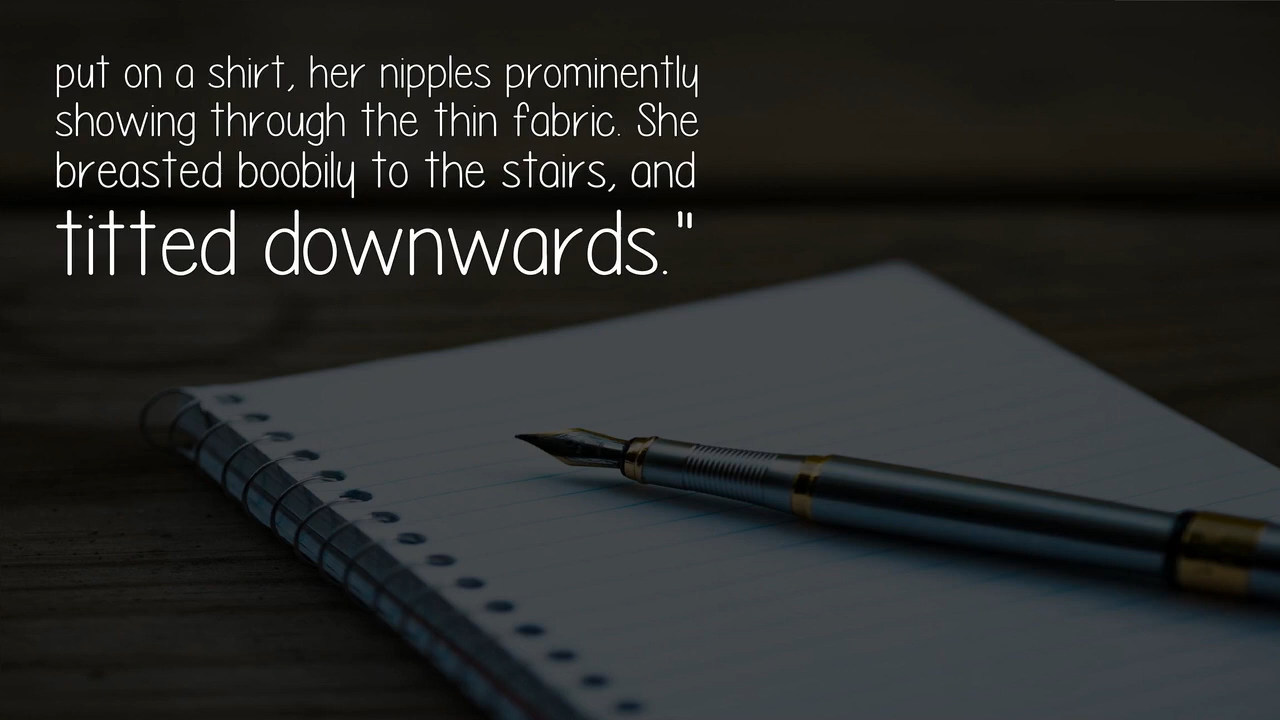 put on a shirt, her nipples prominently
showing through the thin fabric. She
breasted boobily to the stairs, and
titted downwards."